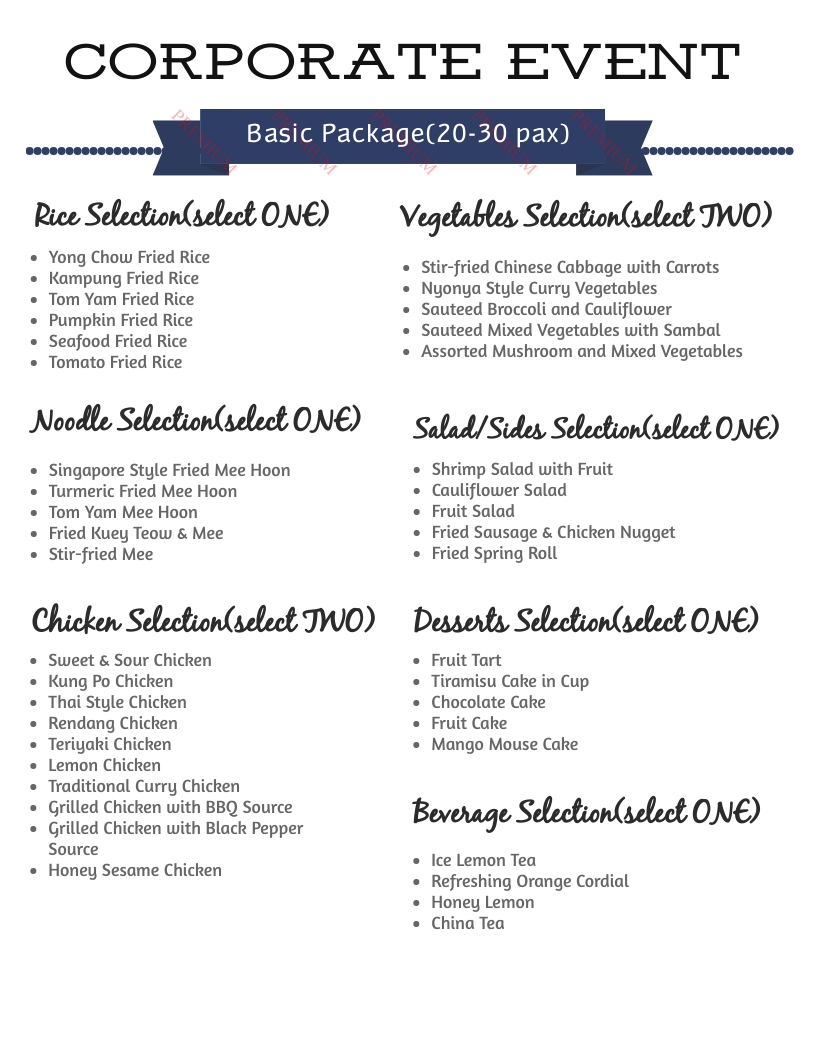 CORPORATE EVENT
Basic Package(20-30 pax)
PREMIUM PREMIUM PREMIUM PREMIUM PREMIUM
Rice Selection(select ONE)
• Yong Chow Fried Rice
• Kampung Fried Rice
• Tom Yam Fried Rice
• Pumpkin Fried Rice
• Seafood Fried Rice
• Tomato Fried Rice
Noodle Selection(select ONE)
• Singapore Style Fried Mee Hoon
• Turmeric Fried Mee Hoon
• Tom Yam Mee Hoon
• Fried Kuey Teow & Mee
• Stir-fried Mee
Chicken Selection(select TWO)
• Sweet & Sour Chicken
• Kung Po Chicken
• Thai Style Chicken
• Rendang Chicken
• Teriyaki Chicken
• Lemon Chicken
• Traditional Curry Chicken
• Grilled Chicken with BBQ Source
• Grilled Chicken with Black Pepper
Source
• Honey Sesame Chicken
Vegetables Selection(select TWO)
• Stir-fried Chinese Cabbage with Carrots
• Nyonya Style Curry Vegetables
• Sauteed Broccoli and Cauliflower
• Sauteed Mixed Vegetables with Sambal
• Assorted Mushroom and Mixed Vegetables
Salad/Sides Selection(select ONE)
• Shrimp Salad with Fruit
• Cauliflower Salad
• Fruit Salad
• Fried Sausage & Chicken Nugget
• Fried Spring Roll
Desserts Selection(select ONE)
• Fruit Tart
• Tiramisu Cake in Cup
• Chocolate Cake
• Fruit Cake
• Mango Mouse Cake
Beverage Selection(select ONE)
• Ice Lemon Tea
• Refreshing Orange Cordial
• Honey Lemon
• China Tea